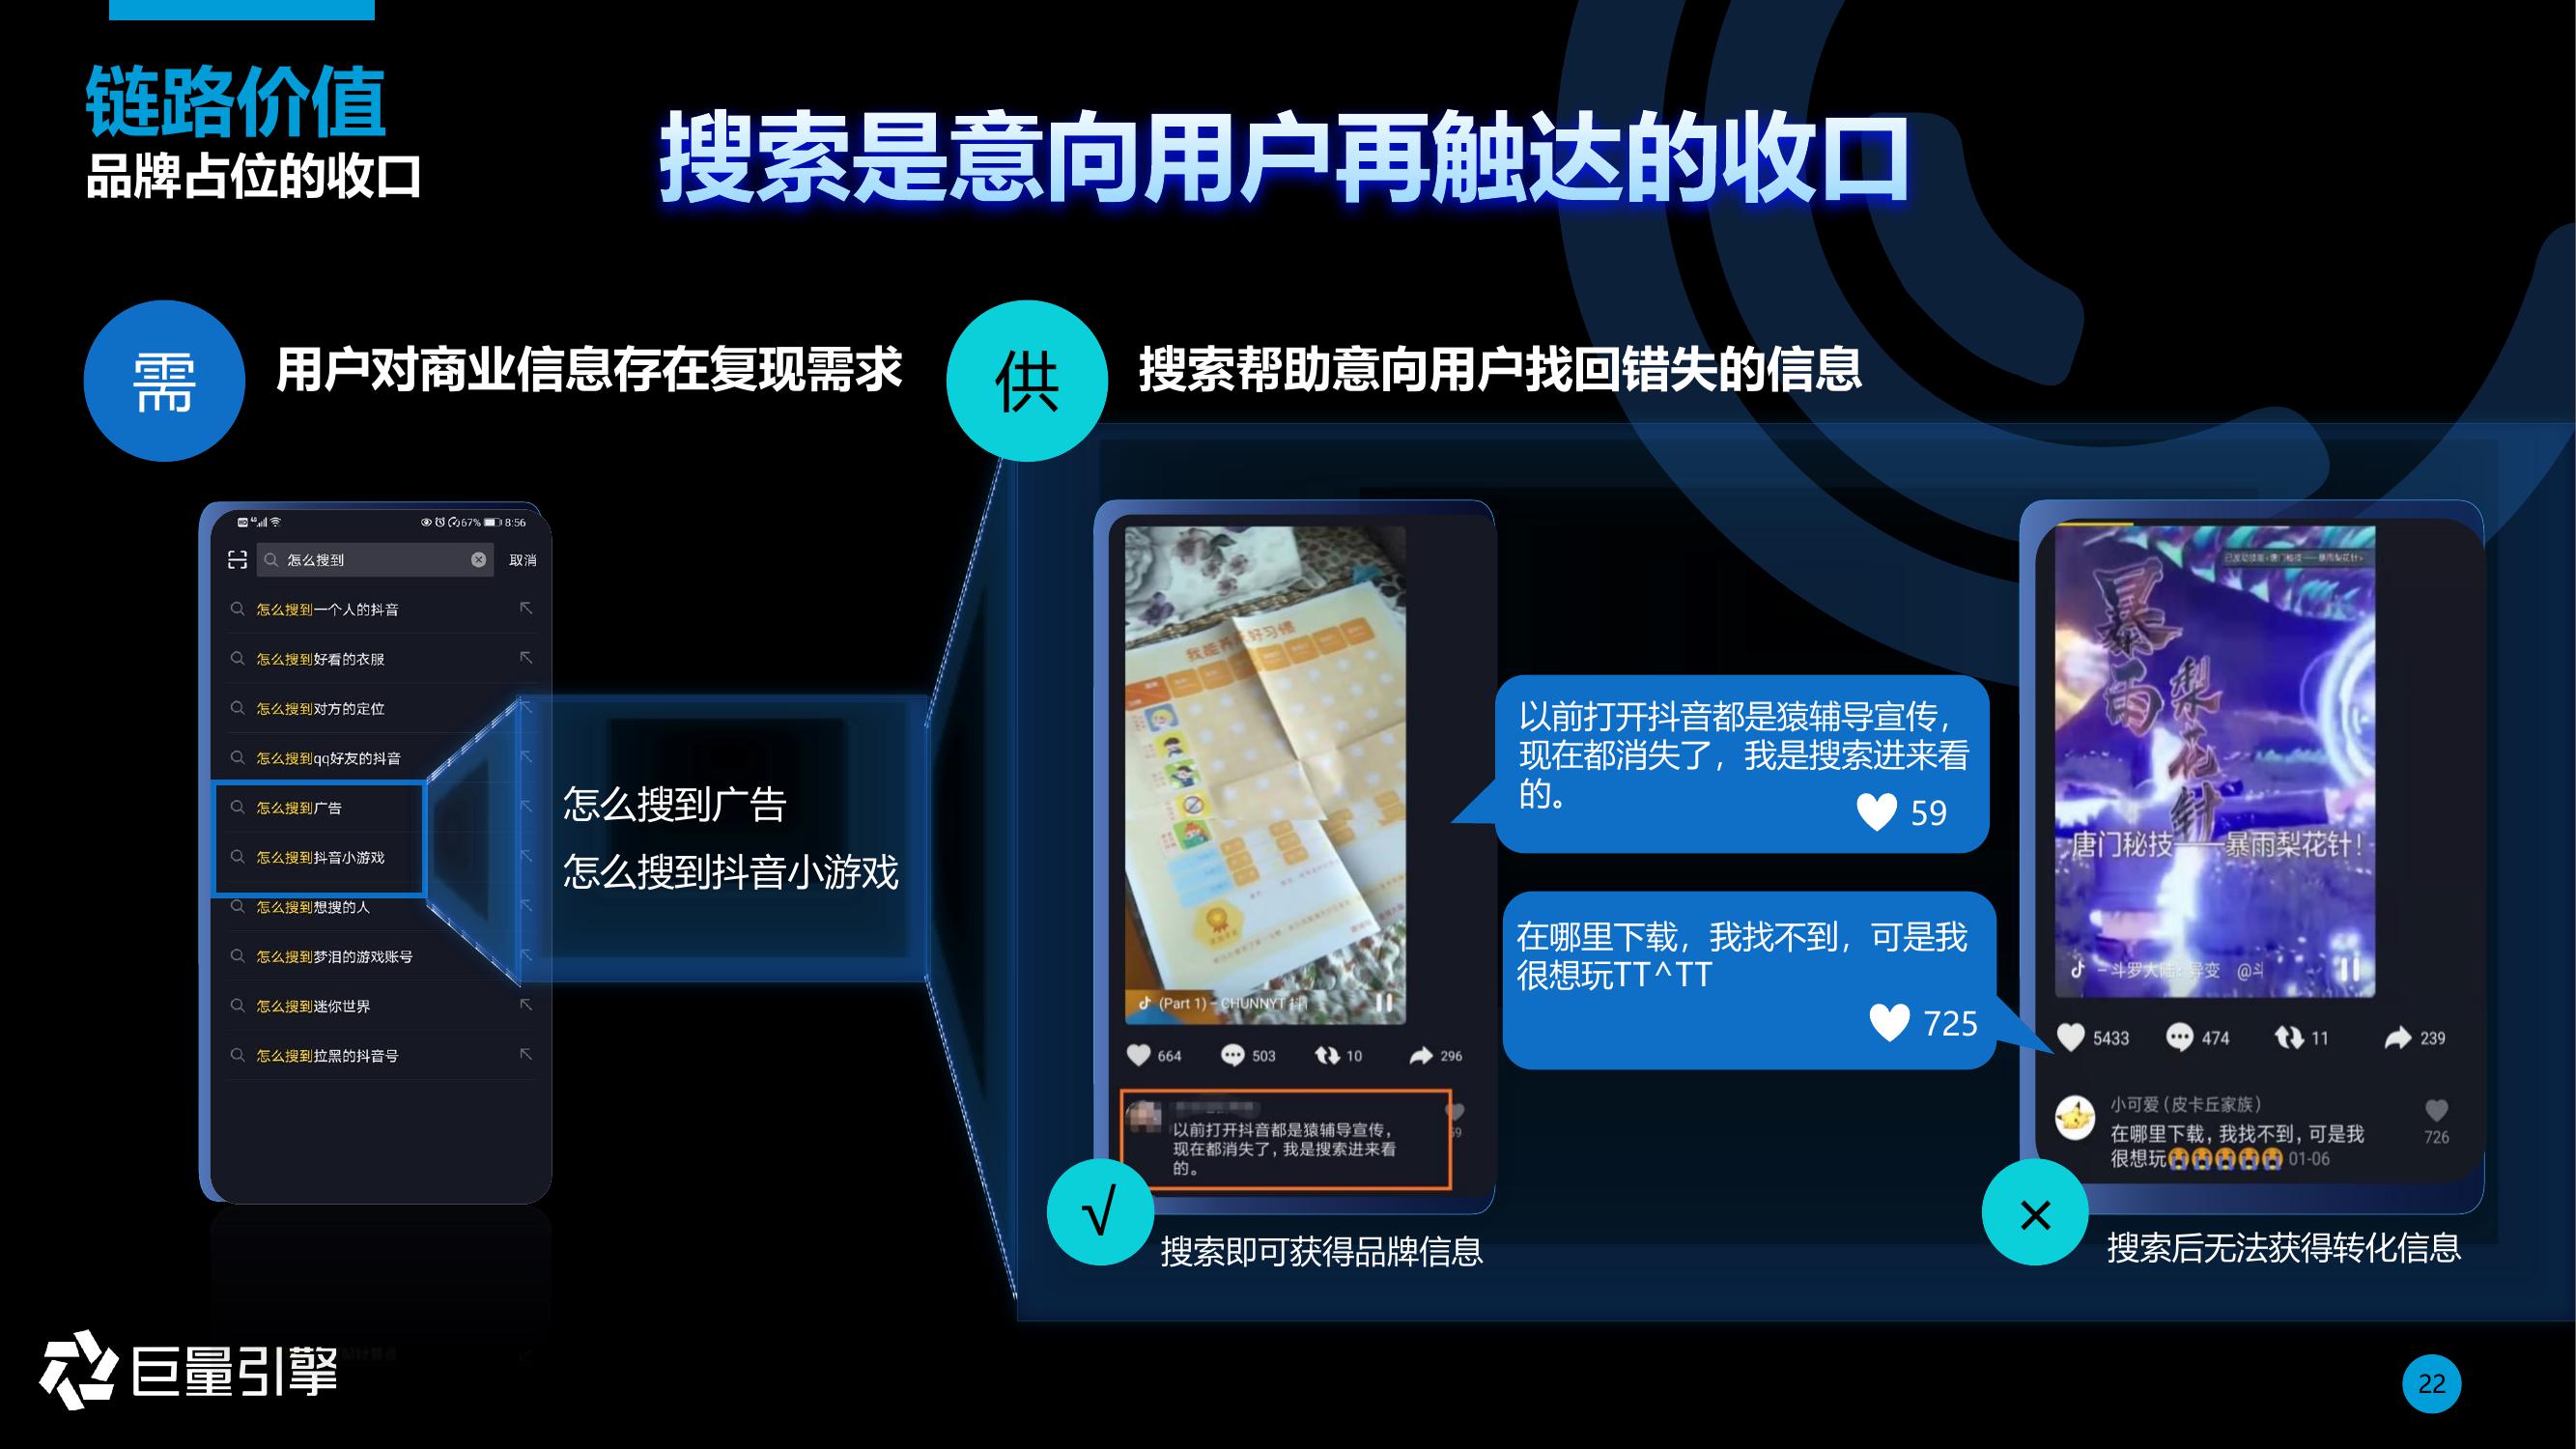 链路价值
品牌占位的收口
搜索是意向用户再触达的收口
需
用户对商业信息存在复现需求
供
搜索帮助意向用户找回错失的信息
67% 8:56
怎么搜到
取消
怎么搜到一个人的抖音
怎么搜到好看的衣服
怎么搜到对方的定位
怎么搜到qq好友的抖音
怎么搜到广告
怎么搜到抖音小游戏
怎么搜到想搜的人
怎么搜到梦泪的游戏账号
怎么搜到迷你世界
怎么搜到拉黑的抖音号
怎么搜到广告
怎么搜到抖音小游戏
好习惯
(Part 1) – CHUNNYT 抖
664 503 10 296
以前打开抖音都是猿辅导宣传，
现在都消失了，我是搜索进来看
的。
√
搜索即可获得品牌信息
以前打开抖音都是猿辅导宣传，
现在都消失了，我是搜索进来看
的。
59
在哪里下载，我找不到，可是我
很想玩TT^TT
725
暴雨梨花针
唐门秘技——暴雨梨花针！
– 斗罗大陆：异变 @斗
5433 474 11 239
小可爱（皮卡丘家族）
在哪里下载，我找不到，可是我
很想玩😭😭😭😭😭 01-06
726
×
搜索后无法获得转化信息
巨量引擎
22